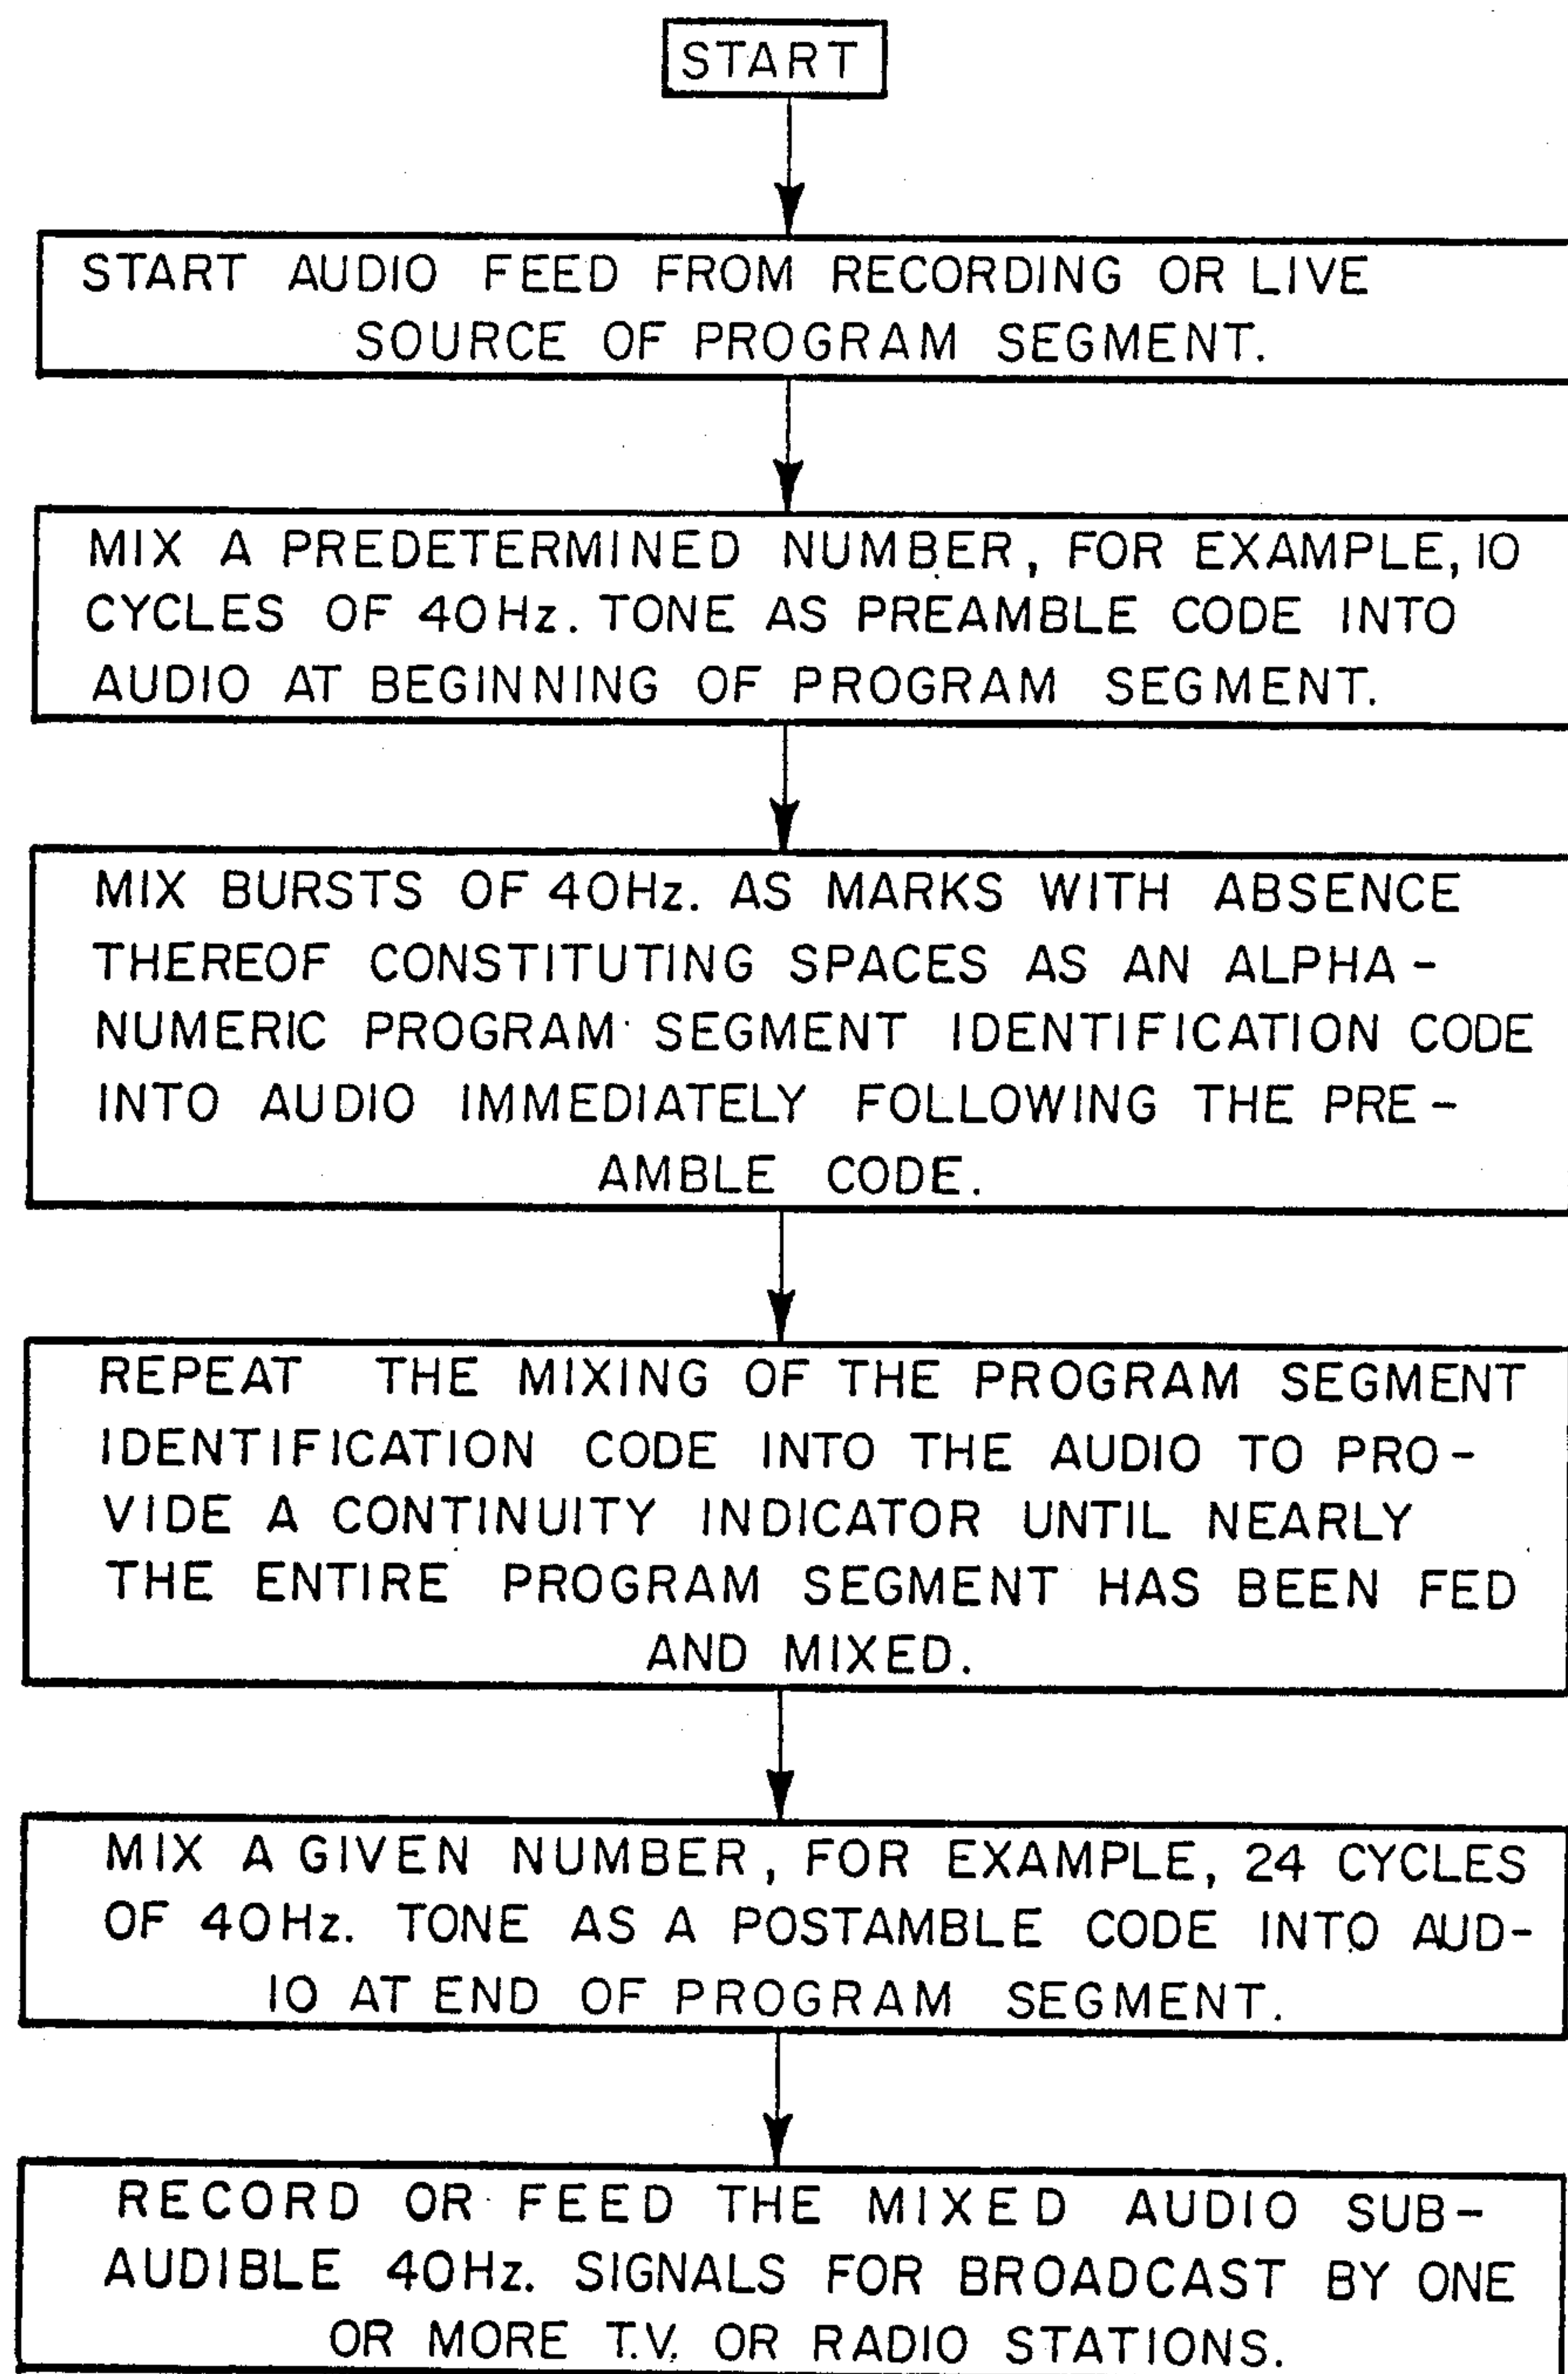 START
START AUDIO FEED FROM RECORDING OR LIVE
SOURCE OF PROGRAM SEGMENT.
MIX A PREDETERMINED NUMBER, FOR EXAMPLE, 10
CYCLES OF 40Hz. TONE AS PREAMBLE CODE INTO
AUDIO AT BEGINNING OF PROGRAM SEGMENT.
MIX BURSTS OF 40Hz. AS MARKS WITH ABSENCE
THEREOF CONSTITUTING SPACES AS AN ALPHA-
NUMERIC PROGRAM SEGMENT IDENTIFICATION CODE
INTO AUDIO IMMEDIATELY FOLLOWING THE PRE-
AMBLE CODE.
REPEAT THE MIXING OF THE PROGRAM SEGMENT
IDENTIFICATION CODE INTO THE AUDIO TO PRO-
VIDE A CONTINUITY INDICATOR UNTIL NEARLY
THE ENTIRE PROGRAM SEGMENT HAS BEEN FED
AND MIXED.
MIX A GIVEN NUMBER, FOR EXAMPLE, 24 CYCLES
OF 40Hz. TONE AS A POSTAMBLE CODE INTO AUD-
IO AT END OF PROGRAM SEGMENT.
RECORD OR FEED THE MIXED AUDIO SUB-
AUDIBLE 40Hz. SIGNALS FOR BROADCAST BY ONE
OR MORE T.V. OR RADIO STATIONS.